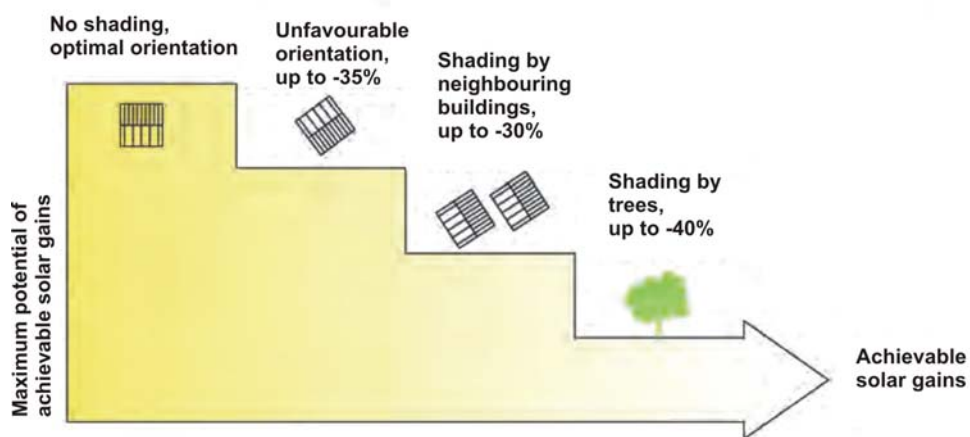 No shading,
optimal orientation
Unfavourable
orientation,
up to -35%
Shading by
neighbouring
buildings,
up to -30%
Shading by
trees,
up to -40%
Maximum potential of
achievable solar gains
Achievable
solar gains